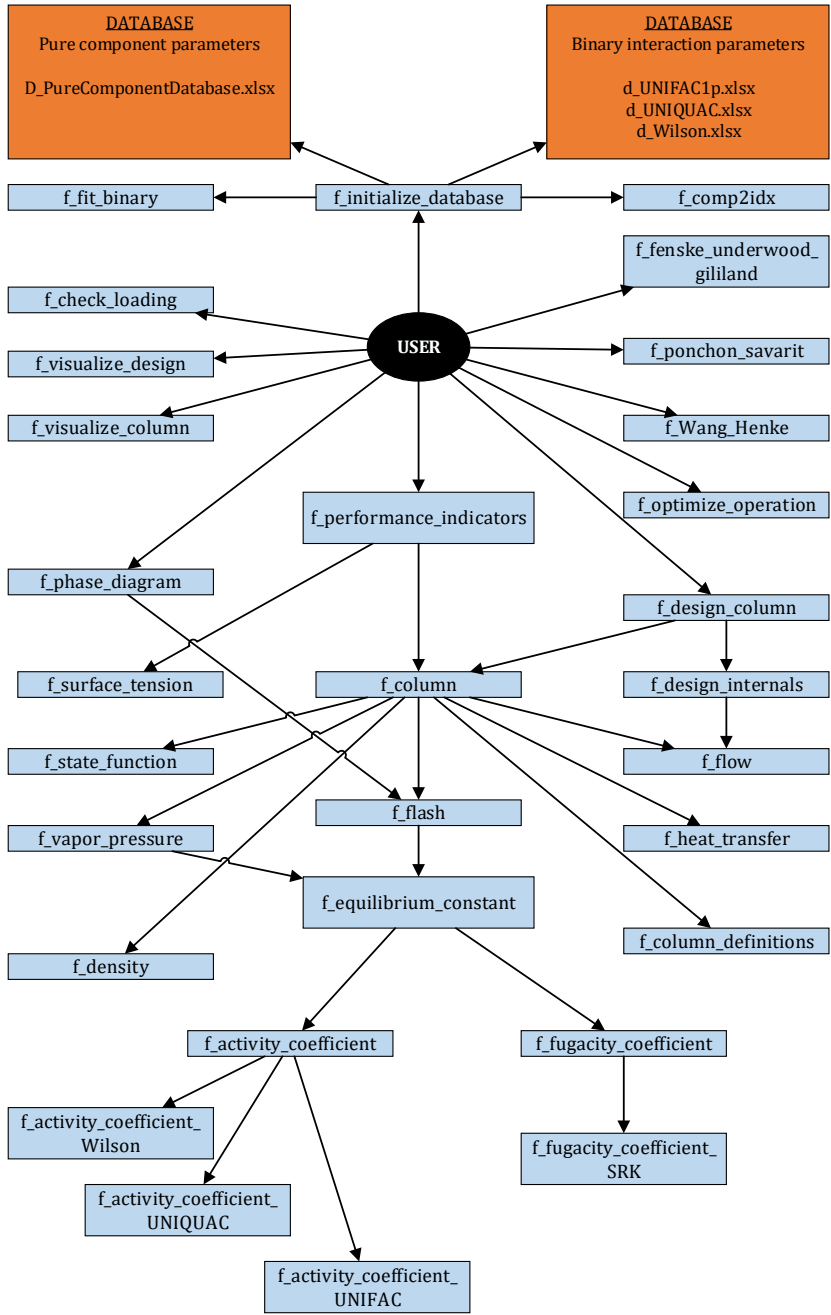 DATABASE
Pure component parameters
D_PureComponentDatabase.xlsx
DATABASE
Binary interaction parameters
d_UNIFAC1p.xlsx
d_UNIQUAC.xlsx
d_Wilson.xlsx
f_fit_binary
f_initialize_database
f_comp2idx
f_fenske_underwood_
gililand
f_check_loading
USER
f_ponchon_savarit
f_visualize_design
f_visualize_column
f_Wang_Henke
f_optimize_operation
f_performance_indicators
f_phase_diagram
f_design_column
f_surface_tension
f_column
f_design_internals
f_state_function
f_flow
f_flash
f_vapor_pressure
f_heat_transfer
f_equilibrium_constant
f_column_definitions
f_density
f_activity_coefficient
f_fugacity_coefficient
f_activity_coefficient_
Wilson
f_fugacity_coefficient_
SRK
f_activity_coefficient_
UNIQUAC
f_activity_coefficient_
UNIFAC